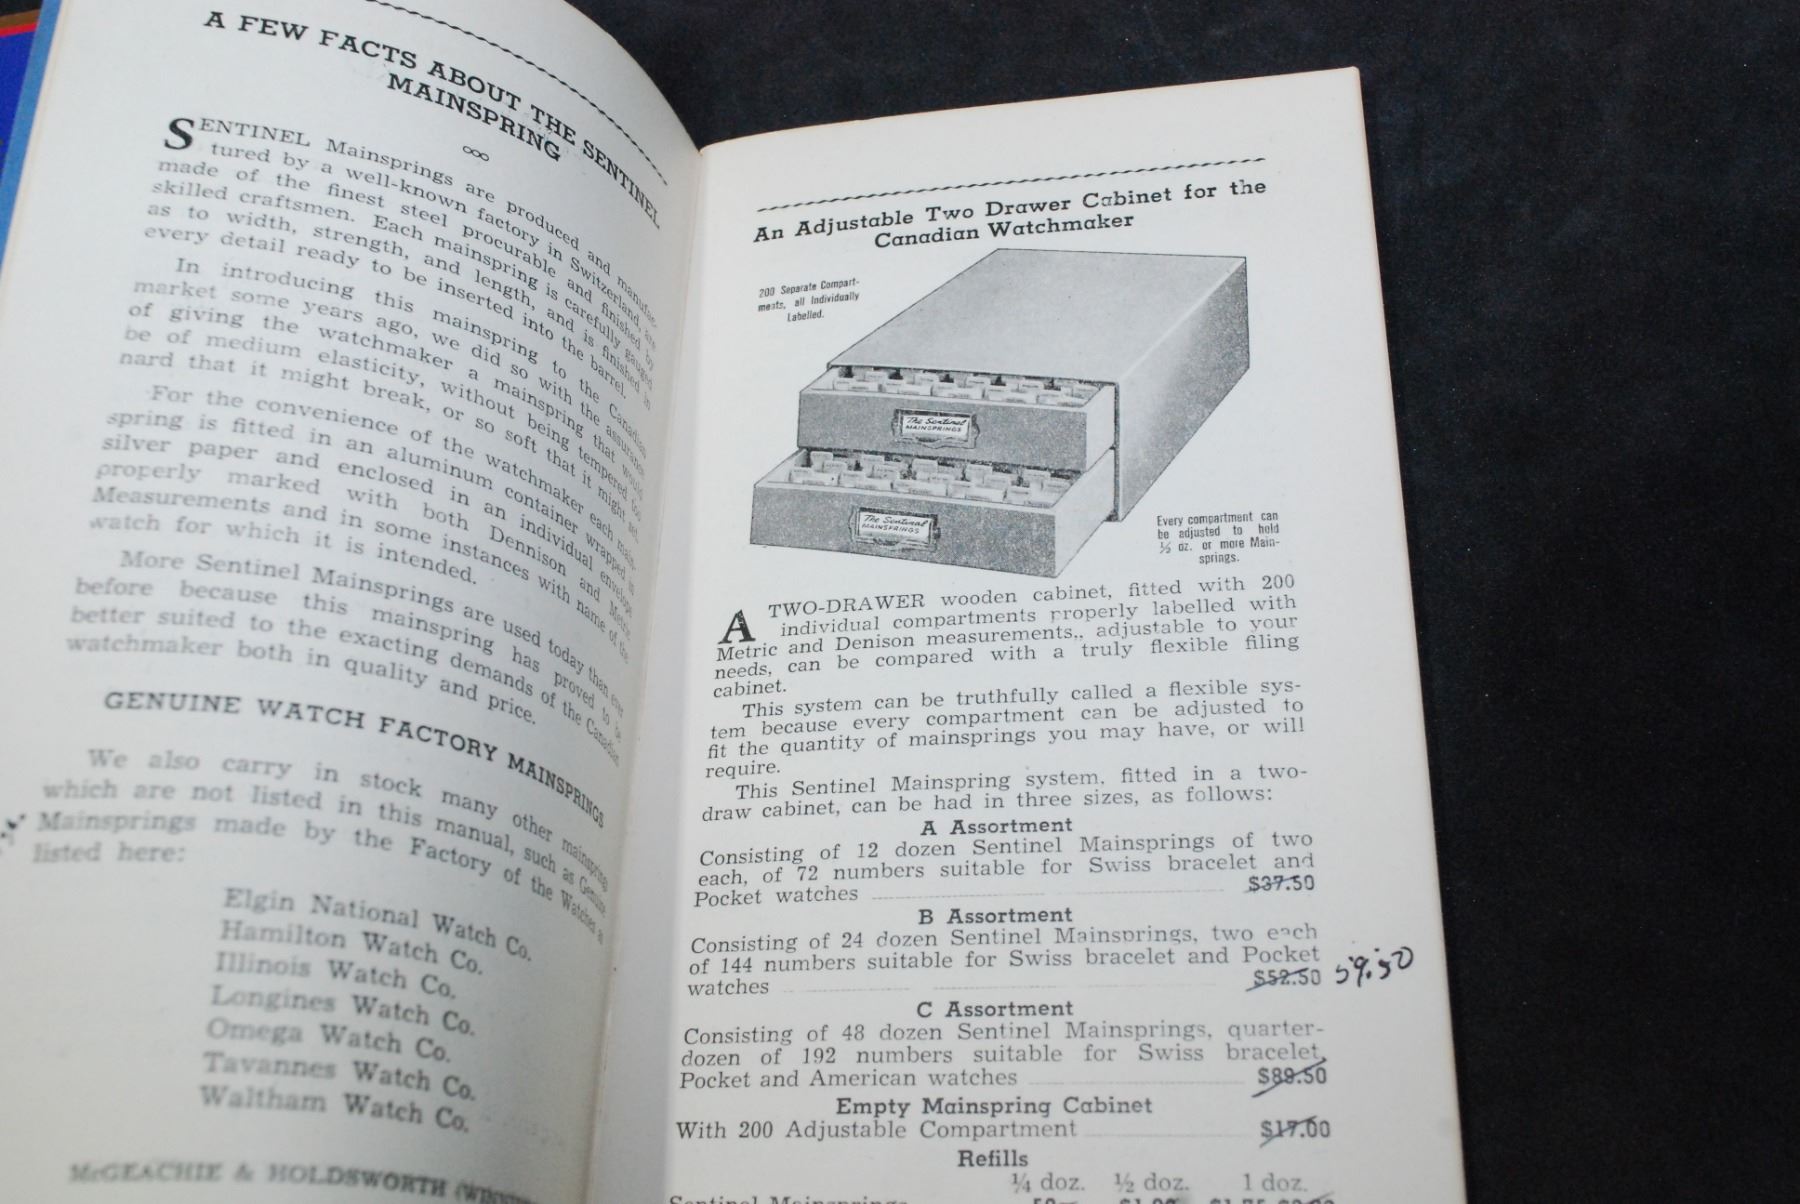 A FEW FACTS ABOUT THE SENTINEL
MAINSPRING
SENTINEL Mainsprings are produced and manufac-
tured by a well-known factory in Switzerland, are
made of the finest steel procurable and finished by
skilled craftsmen. Each mainspring is carefully gauged
as to width, strength, and length, and is finished in
every detail ready to be inserted into the barrel.
In introducing this mainspring to the Canadian
market some years ago, we did so with the assurance
of giving the watchmaker a mainspring that would
be of medium elasticity, without being tempered too
hard that it might break, or so soft that it might set.
For the convenience of the watchmaker each main-
spring is fitted in an aluminum container wrapped in
silver paper and enclosed in an individual envelope
properly marked with both Dennison and Metric
Measurements and in some instances with name of the
watch for which it is intended.
More Sentinel Mainsprings are used today than ever
before because this mainspring has proved to be
better suited to the exacting demands of the Canadian
watchmaker both in quality and price.
GENUINE WATCH FACTORY MAINSPRINGS
We also carry in stock many other mainsprings
which are not listed in this manual, such as Genuine
Mainsprings made by the Factory of the Watches as
listed here:
Elgin National Watch Co.
Hamilton Watch Co.
Illinois Watch Co.
Longines Watch Co.
Omega Watch Co.
Tavannes Watch Co.
Waltham Watch Co.
McGEACHIE & HOLDSWORTH
An Adjustable Two Drawer Cabinet for the
Canadian Watchmaker
200 Separate Compart-
ments, all Individually
Labelled.
The Sentinel
MAINSPRINGS
The Sentinel
MAINSPRINGS
Every compartment can
be adjusted to hold
½ oz. or more Main-
springs.
A TWO-DRAWER wooden cabinet, fitted with 200
individual compartments properly labelled with
Metric and Denison measurements,, adjustable to your
needs, can be compared with a truly flexible filing
cabinet.
This system can be truthfully called a flexible sys-
tem because every compartment can be adjusted to
fit the quantity of mainsprings you may have, or will
require.
This Sentinel Mainspring system, fitted in a two-
draw cabinet, can be had in three sizes, as follows:
A Assortment
Consisting of 12 dozen Sentinel Mainsprings of two
each, of 72 numbers suitable for Swiss bracelet and
Pocket watches $37.50
B Assortment
Consisting of 24 dozen Sentinel Mainsprings, two each
of 144 numbers suitable for Swiss bracelet and Pocket
watches $52.50 59.50
C Assortment
Consisting of 48 dozen Sentinel Mainsprings, quarter-
dozen of 192 numbers suitable for Swiss bracelet,
Pocket and American watches $89.50
Empty Mainspring Cabinet
With 200 Adjustable Compartment $17.00
Refills
¼ doz. ½ doz. 1 doz.
Sentinel Mainsprings